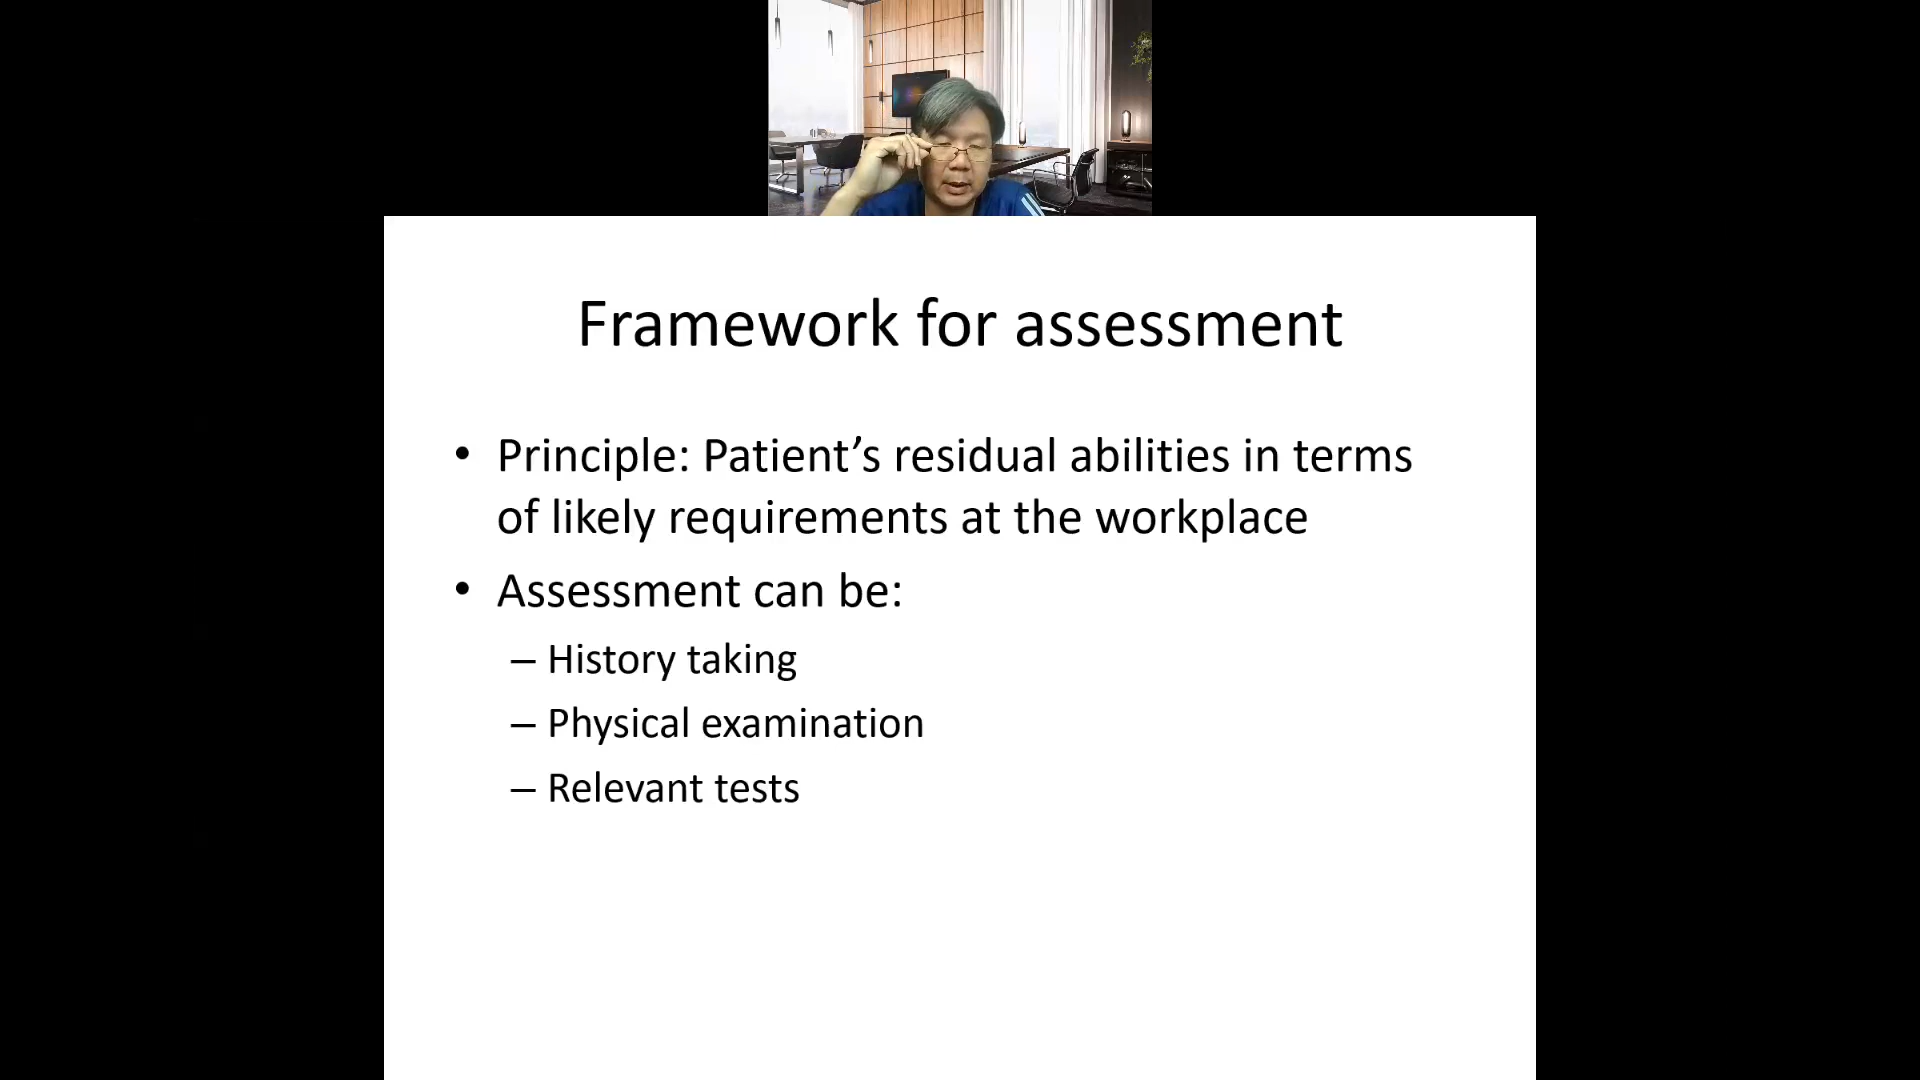 Framework for assessment
• Principle: Patient’s residual abilities in terms
of likely requirements at the workplace
• Assessment can be:
– History taking
– Physical examination
– Relevant tests